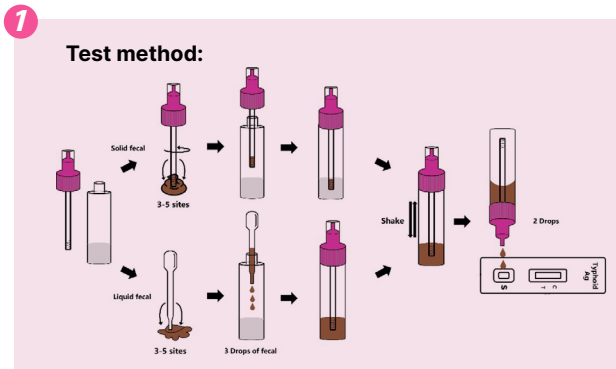 1
Test method:
Solid fecal
3-5 sites
Liquid fecal
3-5 sites
3 Drops of fecal
Shake
2 Drops
Typhoid
Ag
S
C
T